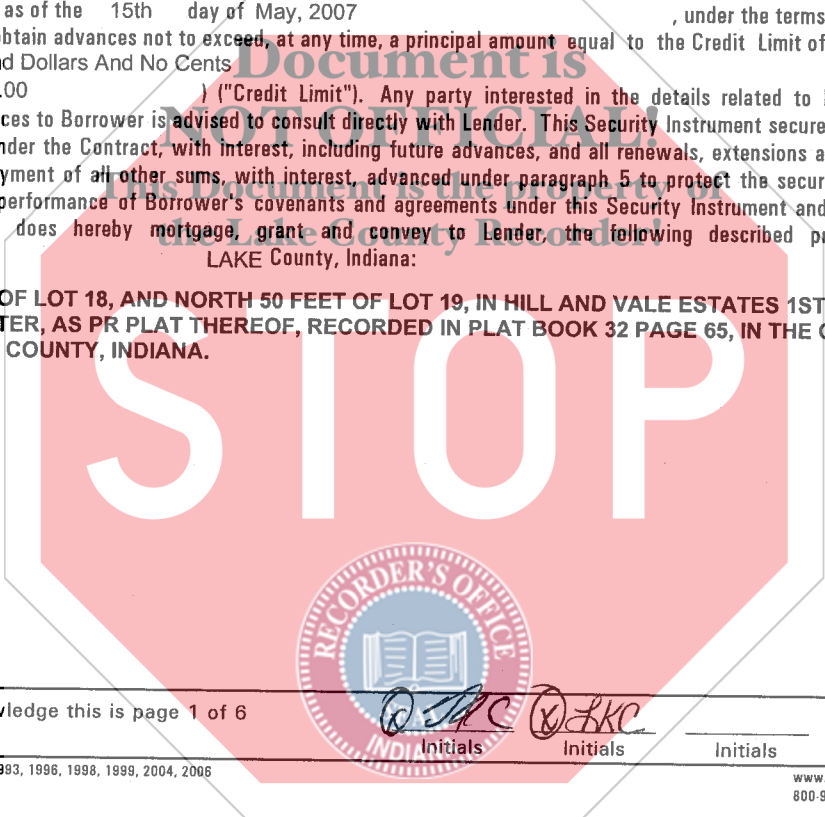 as of the 15th day of May, 2007 , under the terms
obtain advances not to exceed, at any time, a principal amount equal to the Credit Limit of
d Dollars And No Cents
.00 ) ("Credit Limit"). Any party interested in the details related to
ces to Borrower is advised to consult directly with Lender. This Security Instrument secure
nder the Contract, with interest, including future advances, and all renewals, extensions a
yment of all other sums, with interest, advanced under paragraph 5 to protect the secur
performance of Borrower's covenants and agreements under this Security Instrument and
does hereby mortgage, grant and convey to Lender, the following described
LAKE County, Indiana:
Document is
NOT OFFICIAL!
This Document is the property of
the Lake County Recorder!
OF LOT 18, AND NORTH 50 FEET OF LOT 19, IN HILL AND VALE ESTATES 1ST
TER, AS PR PLAT THEREOF, RECORDED IN PLAT BOOK 32 PAGE 65, IN THE
COUNTY, INDIANA.
STOP
RECORDER'S OFFICE
INDIANA
wledge this is page 1 of 6
Initials Initials Initials
993, 1996, 1998, 1999, 2004, 2006
www.
800-9